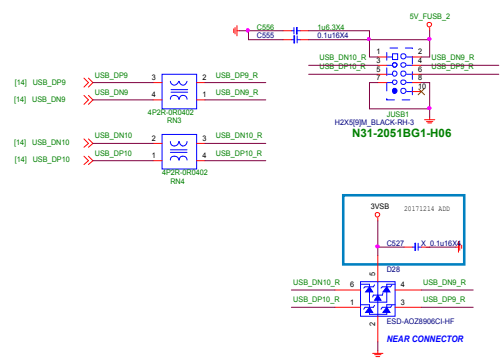 5V_FUSB_2
C556 1u6.3X4
C555 0.1u16X4
1 2
USB_DN10_R 3 4 USB_DN9_R
USB_DP10_R 5 6 USB_DP9_R
7 8
10
JUSB1
H2X5[9]M_BLACK-RH-3
N31-2051BG1-H06
[14] USB_DP9 USB_DP9 3 2 USB_DP9_R
[14] USB_DN9 USB_DN9 4 1 USB_DN9_R
4P2R-0R0402
RN3
[14] USB_DN10 USB_DN10 2 3 USB_DN10_R
[14] USB_DP10 USB_DP10 1 4 USB_DP10_R
4P2R-0R0402
RN4
3VSB 20171214 ADD
C527 X_0.1u16X4
5 D28
USB_DN10_R 6 4 USB_DN9_R
USB_DP10_R 1 3 USB_DP9_R
2 ESD-AOZ8906CI-HF
NEAR CONNECTOR